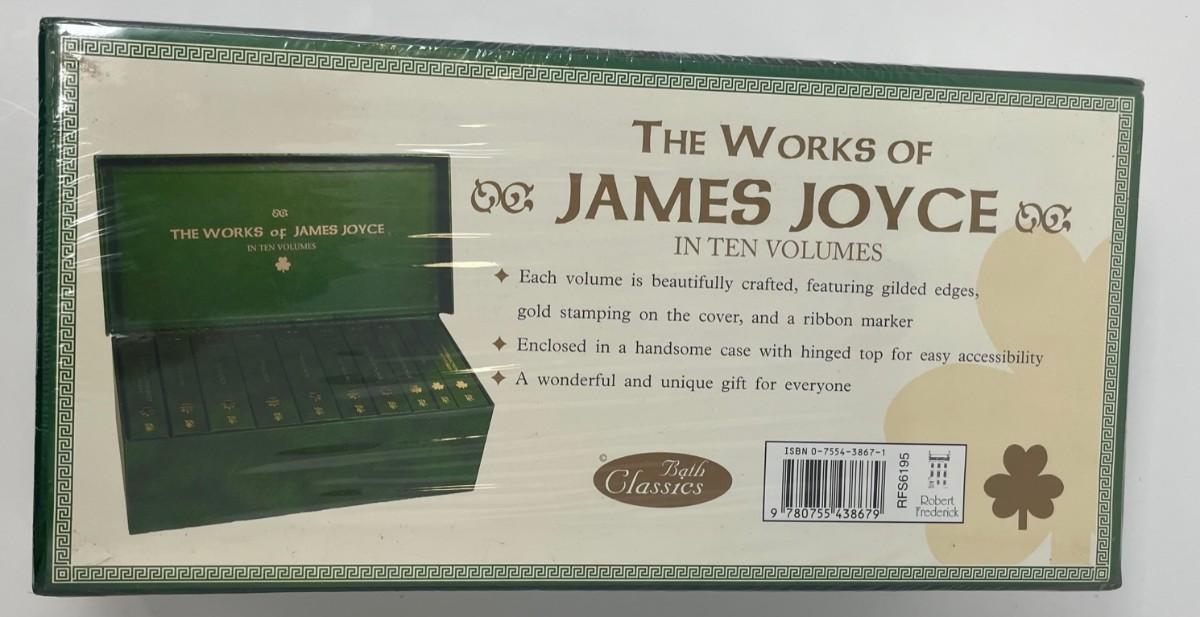 THE WORKS OF
JAMES JOYCE
IN TEN VOLUMES
✦ Each volume is beautifully crafted, featuring gilded edges,
gold stamping on the cover, and a ribbon marker
✦ Enclosed in a handsome case with hinged top for easy accessibility
✦ A wonderful and unique gift for everyone
THE WORKS of JAMES JOYCE
IN TEN VOLUMES
© Bath
Classics
ISBN 0-7554-3867-1
9 780755 438679
RFS6195
Robert
Frederick